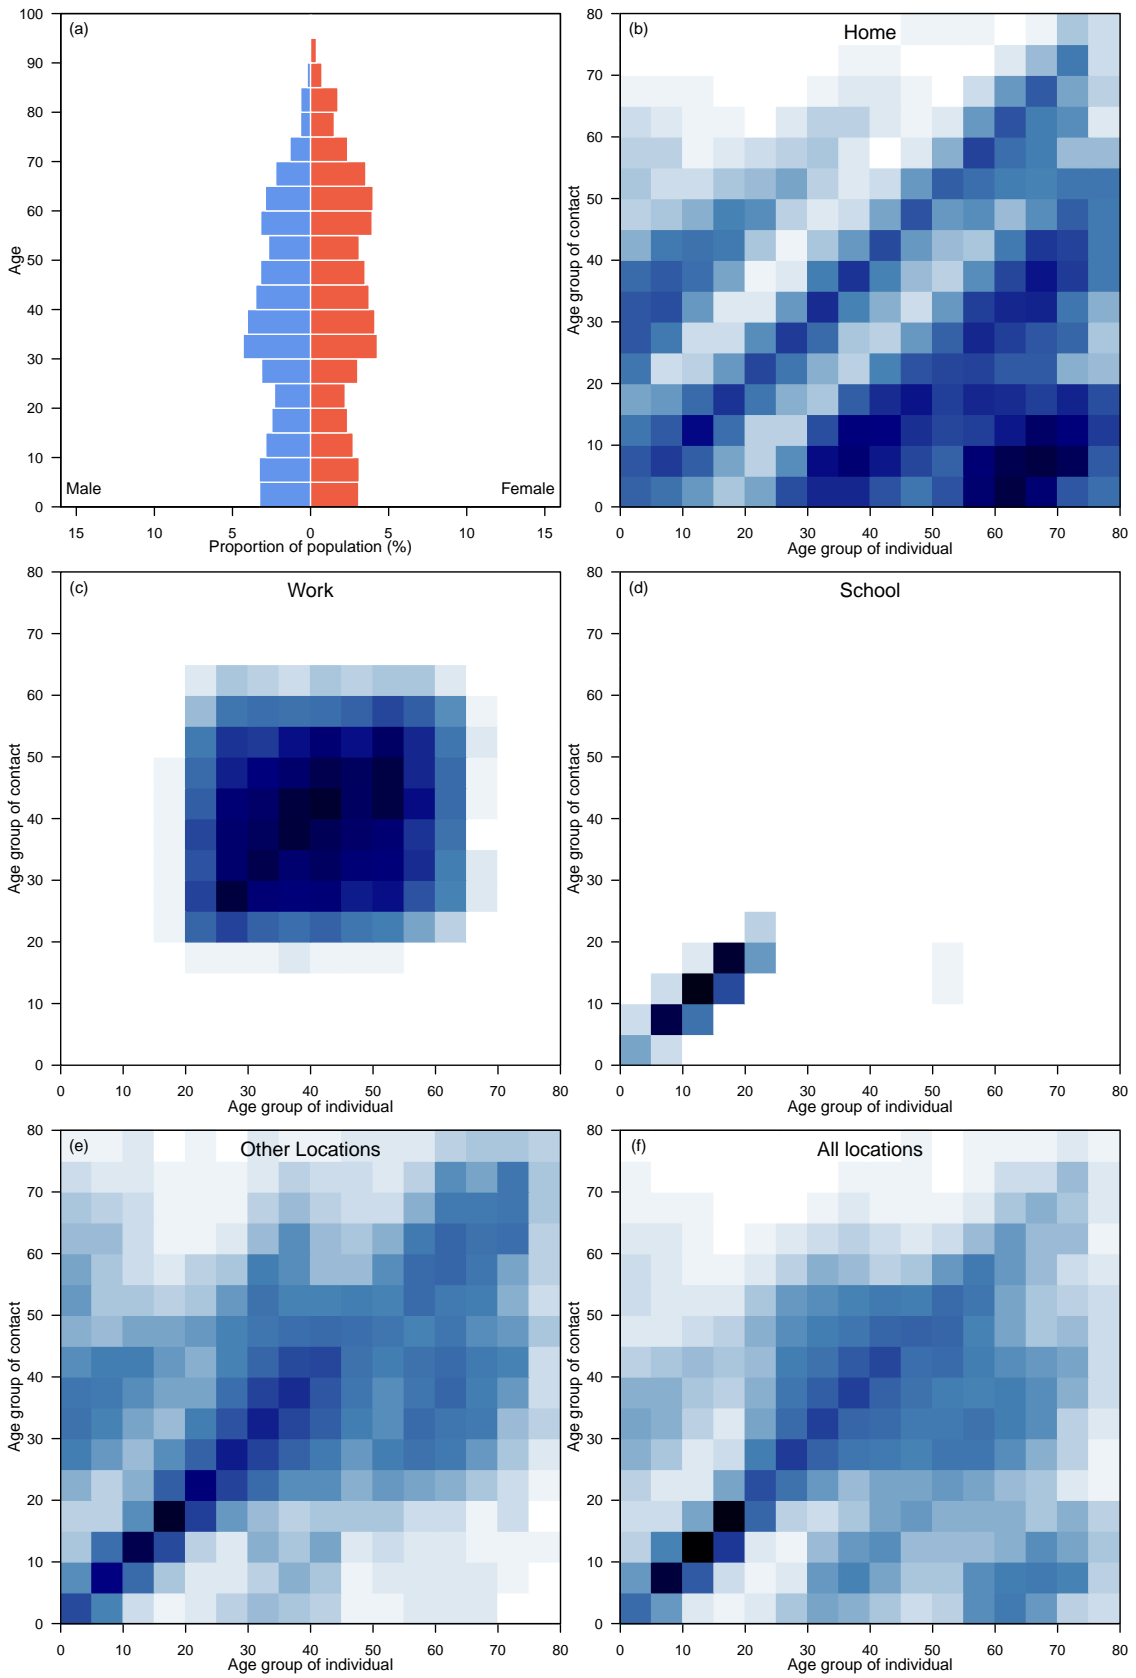 (a)
100
90
80
70
60
50
40
30
20
10
0
Age
Male
Female
15 10 5 0 5 10 15
Proportion of population (%)
(b)
Home
80
70
60
50
40
30
20
10
0
Age group of contact
0 10 20 30 40 50 60 70 80
Age group of individual
(c)
Work
80
70
60
50
40
30
20
10
0
Age group of contact
0 10 20 30 40 50 60 70 80
Age group of individual
(d)
School
80
70
60
50
40
30
20
10
0
Age group of contact
0 10 20 30 40 50 60 70 80
Age group of individual
(e)
Other Locations
80
70
60
50
40
30
20
10
0
Age group of contact
0 10 20 30 40 50 60 70 80
Age group of individual
(f)
All locations
80
70
60
50
40
30
20
10
0
Age group of contact
0 10 20 30 40 50 60 70 80
Age group of individual